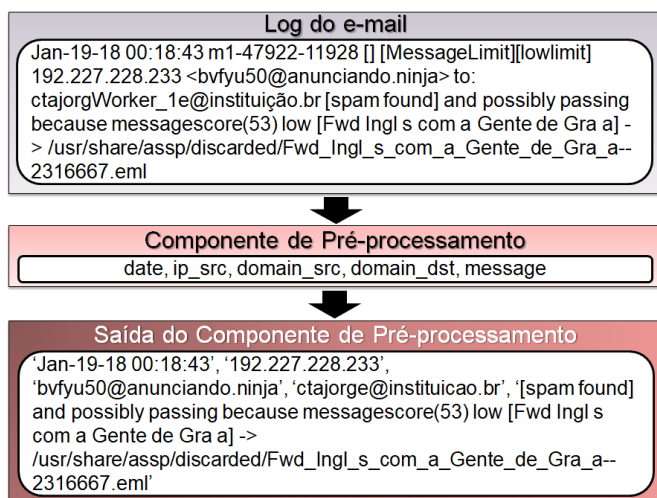 Log do e-mail
Jan-19-18 00:18:43 m1-47922-11928 [] [MessageLimit][lowlimit]
192.227.228.233 <bvfyu50@anunciando.ninja> to:
ctajorgWorker_1e@instituição.br [spam found] and possibly passing
because messagescore(53) low [Fwd Ingl s com a Gente de Gra a] -
> /usr/share/assp/discarded/Fwd_Ingl_s_com_a_Gente_de_Gra_a--
2316667.eml
Componente de Pré-processamento
date, ip_src, domain_src, domain_dst, message
Saída do Componente de Pré-processamento
‘Jan-19-18 00:18:43’, ‘192.227.228.233’,
‘bvfyu50@anunciando.ninja’, ‘ctajorge@instituicao.br’, ‘[spam found]
and possibly passing because messagescore(53) low [Fwd Ingl s
com a Gente de Gra a] ->
/usr/share/assp/discarded/Fwd_Ingl_s_com_a_Gente_de_Gra_a--
2316667.eml’